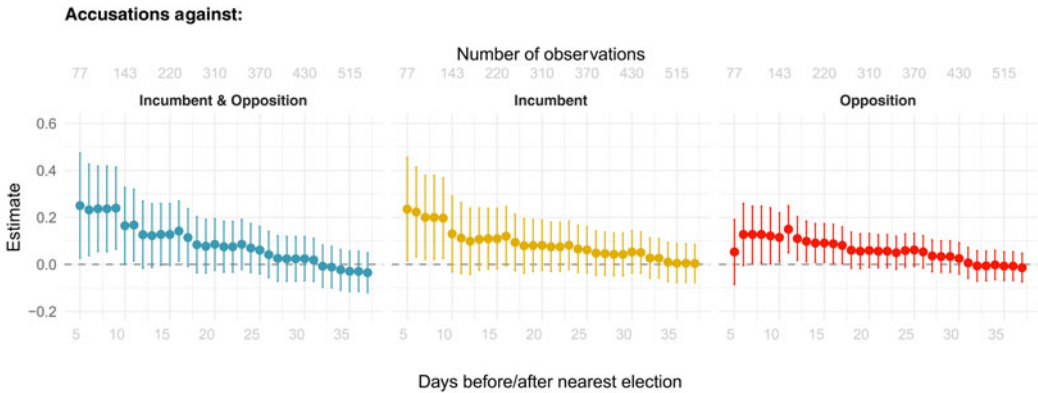 Accusations against:
Number of observations
77 143 220 310 370 430 515 77 143 220 310 370 430 515 77 143 220 310 370 430 515
Incumbent & Opposition Incumbent Opposition
0.6
0.4
0.2
0.0
−0.2
Estimate
5 10 15 20 25 30 35 5 10 15 20 25 30 35 5 10 15 20 25 30 35
Days before/after nearest election